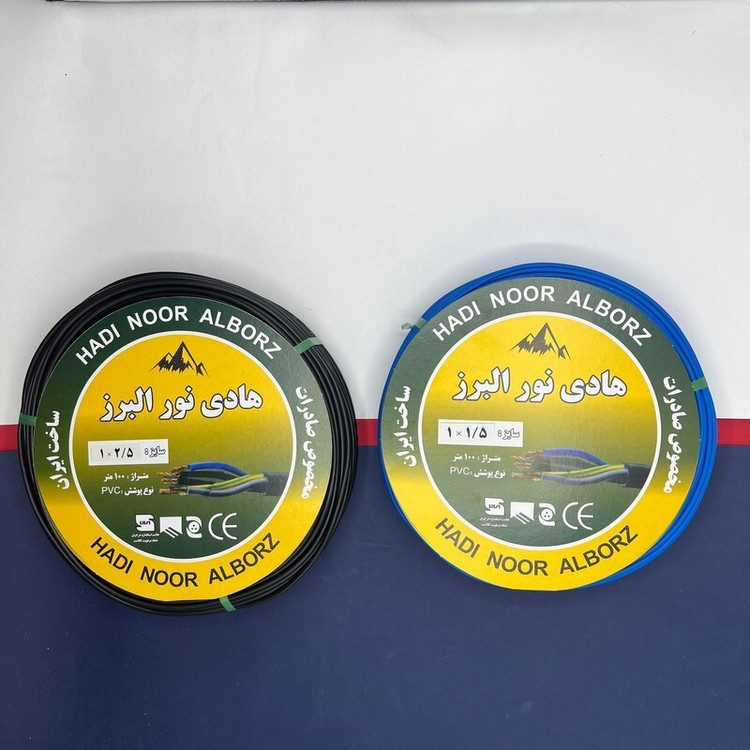 HADI NOOR ALBORZ
هادی نور البرز
سایز: ۱×۲/۵
متراژ: ۱۰۰ متر
نوع پوشش: PVC
CE
ساخت ایران
مخصوص صادرات
HADI NOOR ALBORZ
HADI NOOR ALBORZ
هادی نور البرز
سایز: ۱×۱/۵
متراژ: ۱۰۰ متر
نوع پوشش: PVC
CE
ساخت ایران
مخصوص صادرات
HADI NOOR ALBORZ